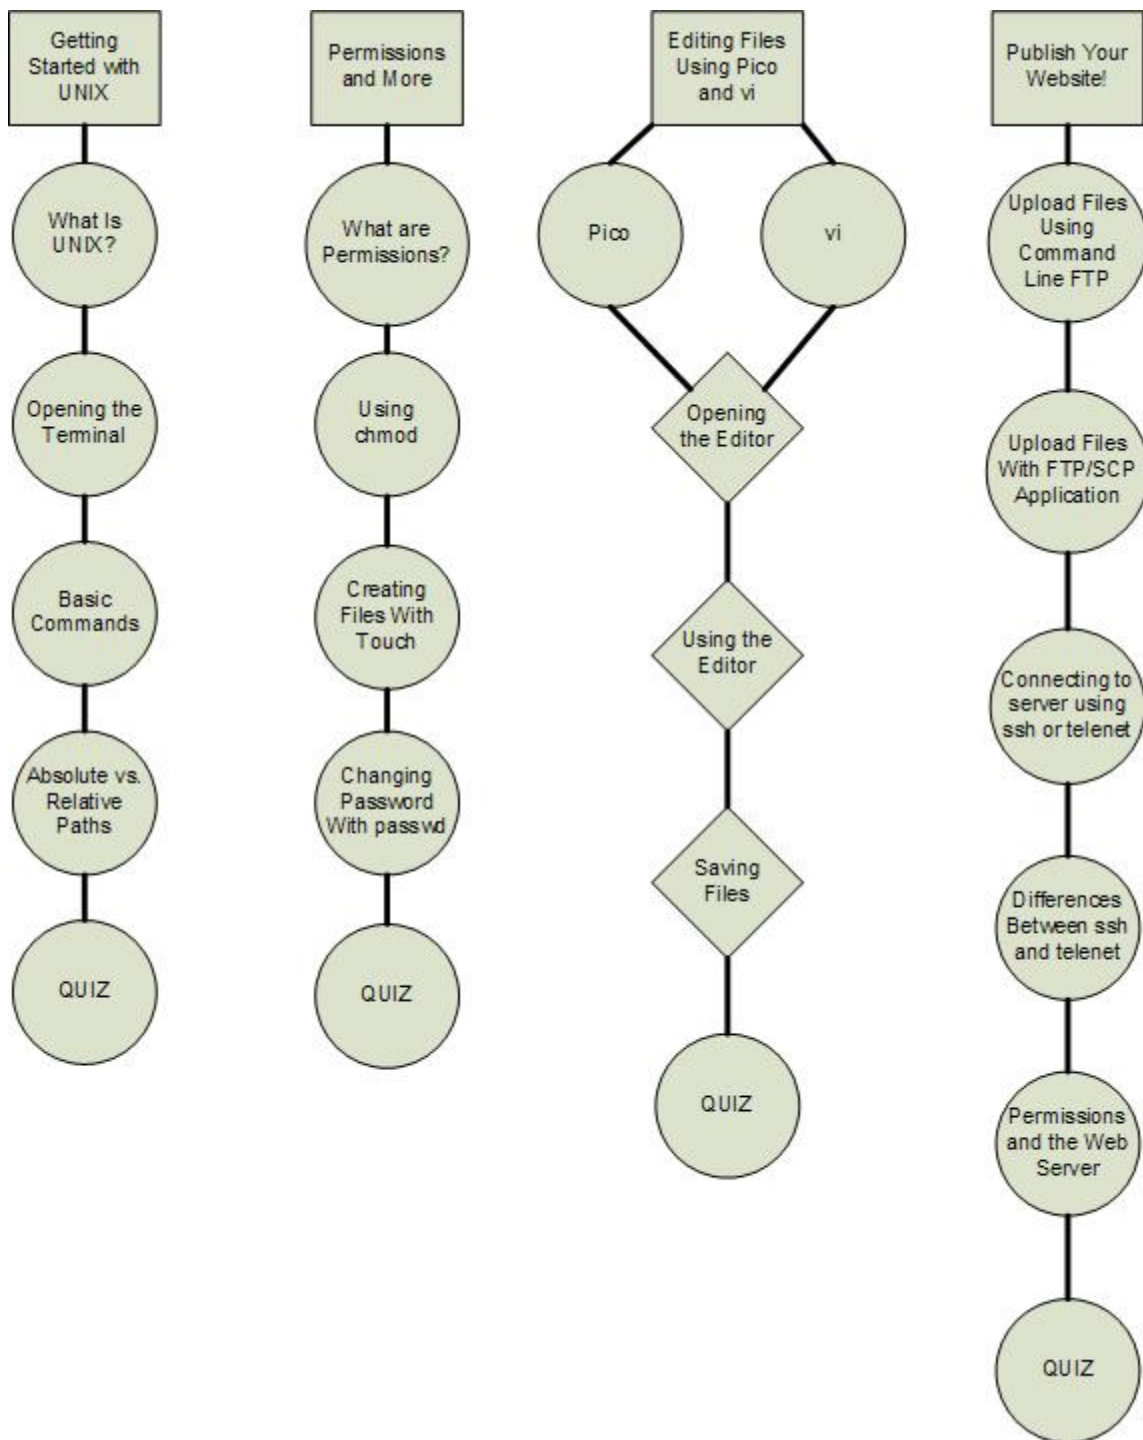 Getting
Started with
UNIX
What Is
UNIX?
Opening the
Terminal
Basic
Commands
Absolute vs.
Relative
Paths
QUIZ
Permissions
and More
What are
Permissions?
Using
chmod
Creating
Files With
Touch
Changing
Password
With passwd
QUIZ
Editing Files
Using Pico
and vi
Pico
vi
Opening
the Editor
Using the
Editor
Saving
Files
QUIZ
Publish Your
Website!
Upload Files
Using
Command
Line FTP
Upload Files
With FTP/SCP
Application
Connecting to
server using
ssh or telenet
Differences
Between ssh
and telenet
Permissions
and the Web
Server
QUIZ